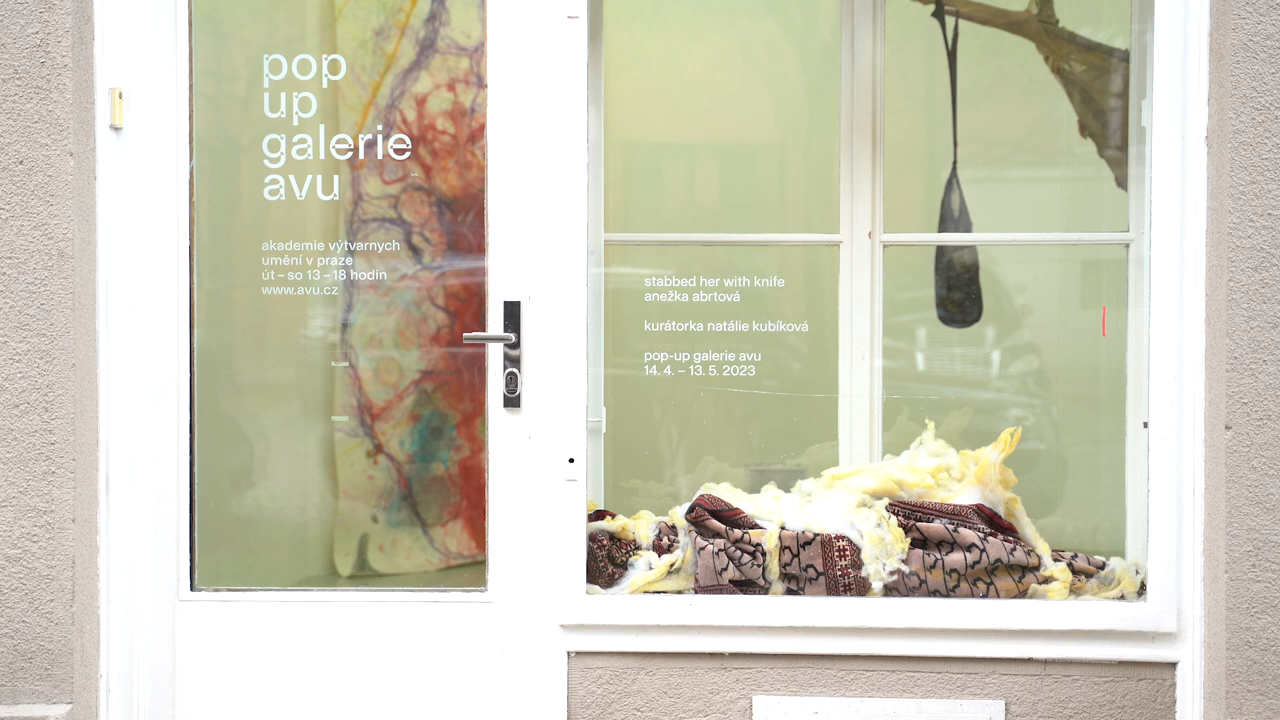 pop
up
galerie
avu
akademie výtvarnych
umění v praze
út – so 13 – 18 hodin
www.avu.cz
stabbed her with knife
anežka abrtová
kurátorka natálie kubíková
pop-up galerie avu
14. 4. – 13. 5. 2023